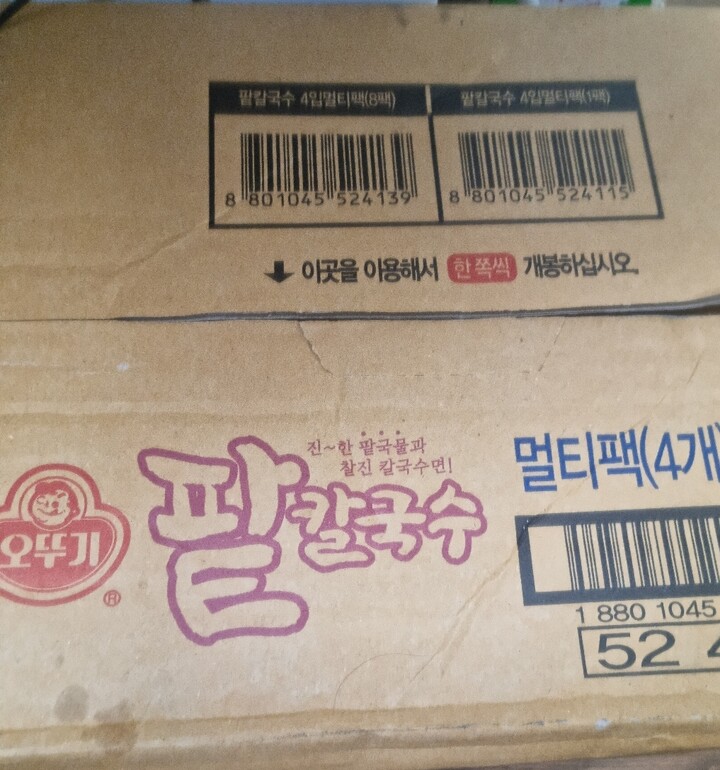 팥칼국수 4입멀티팩(8팩)
팥칼국수 4입멀티팩(1팩)
8 801045 524139
8 801045 524115
이곳을 이용해서 한쪽씩 개봉하십시오.
진~한 팥국물과
찰진 칼국수면!
팥칼국수
오뚜기
®
멀티팩(4개
1 880 1045
52 4